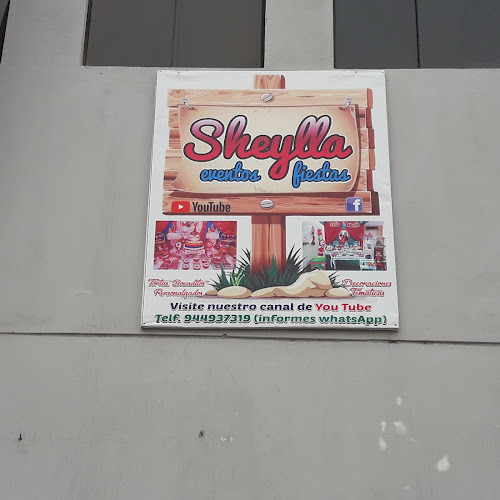 Sheylla
eventos fiestas
YouTube f
Tortas-Bocaditos Decoraciones
Personalizados Temáticas
Visite nuestro canal de You Tube
Telf. 944937319 (informes whatsApp)